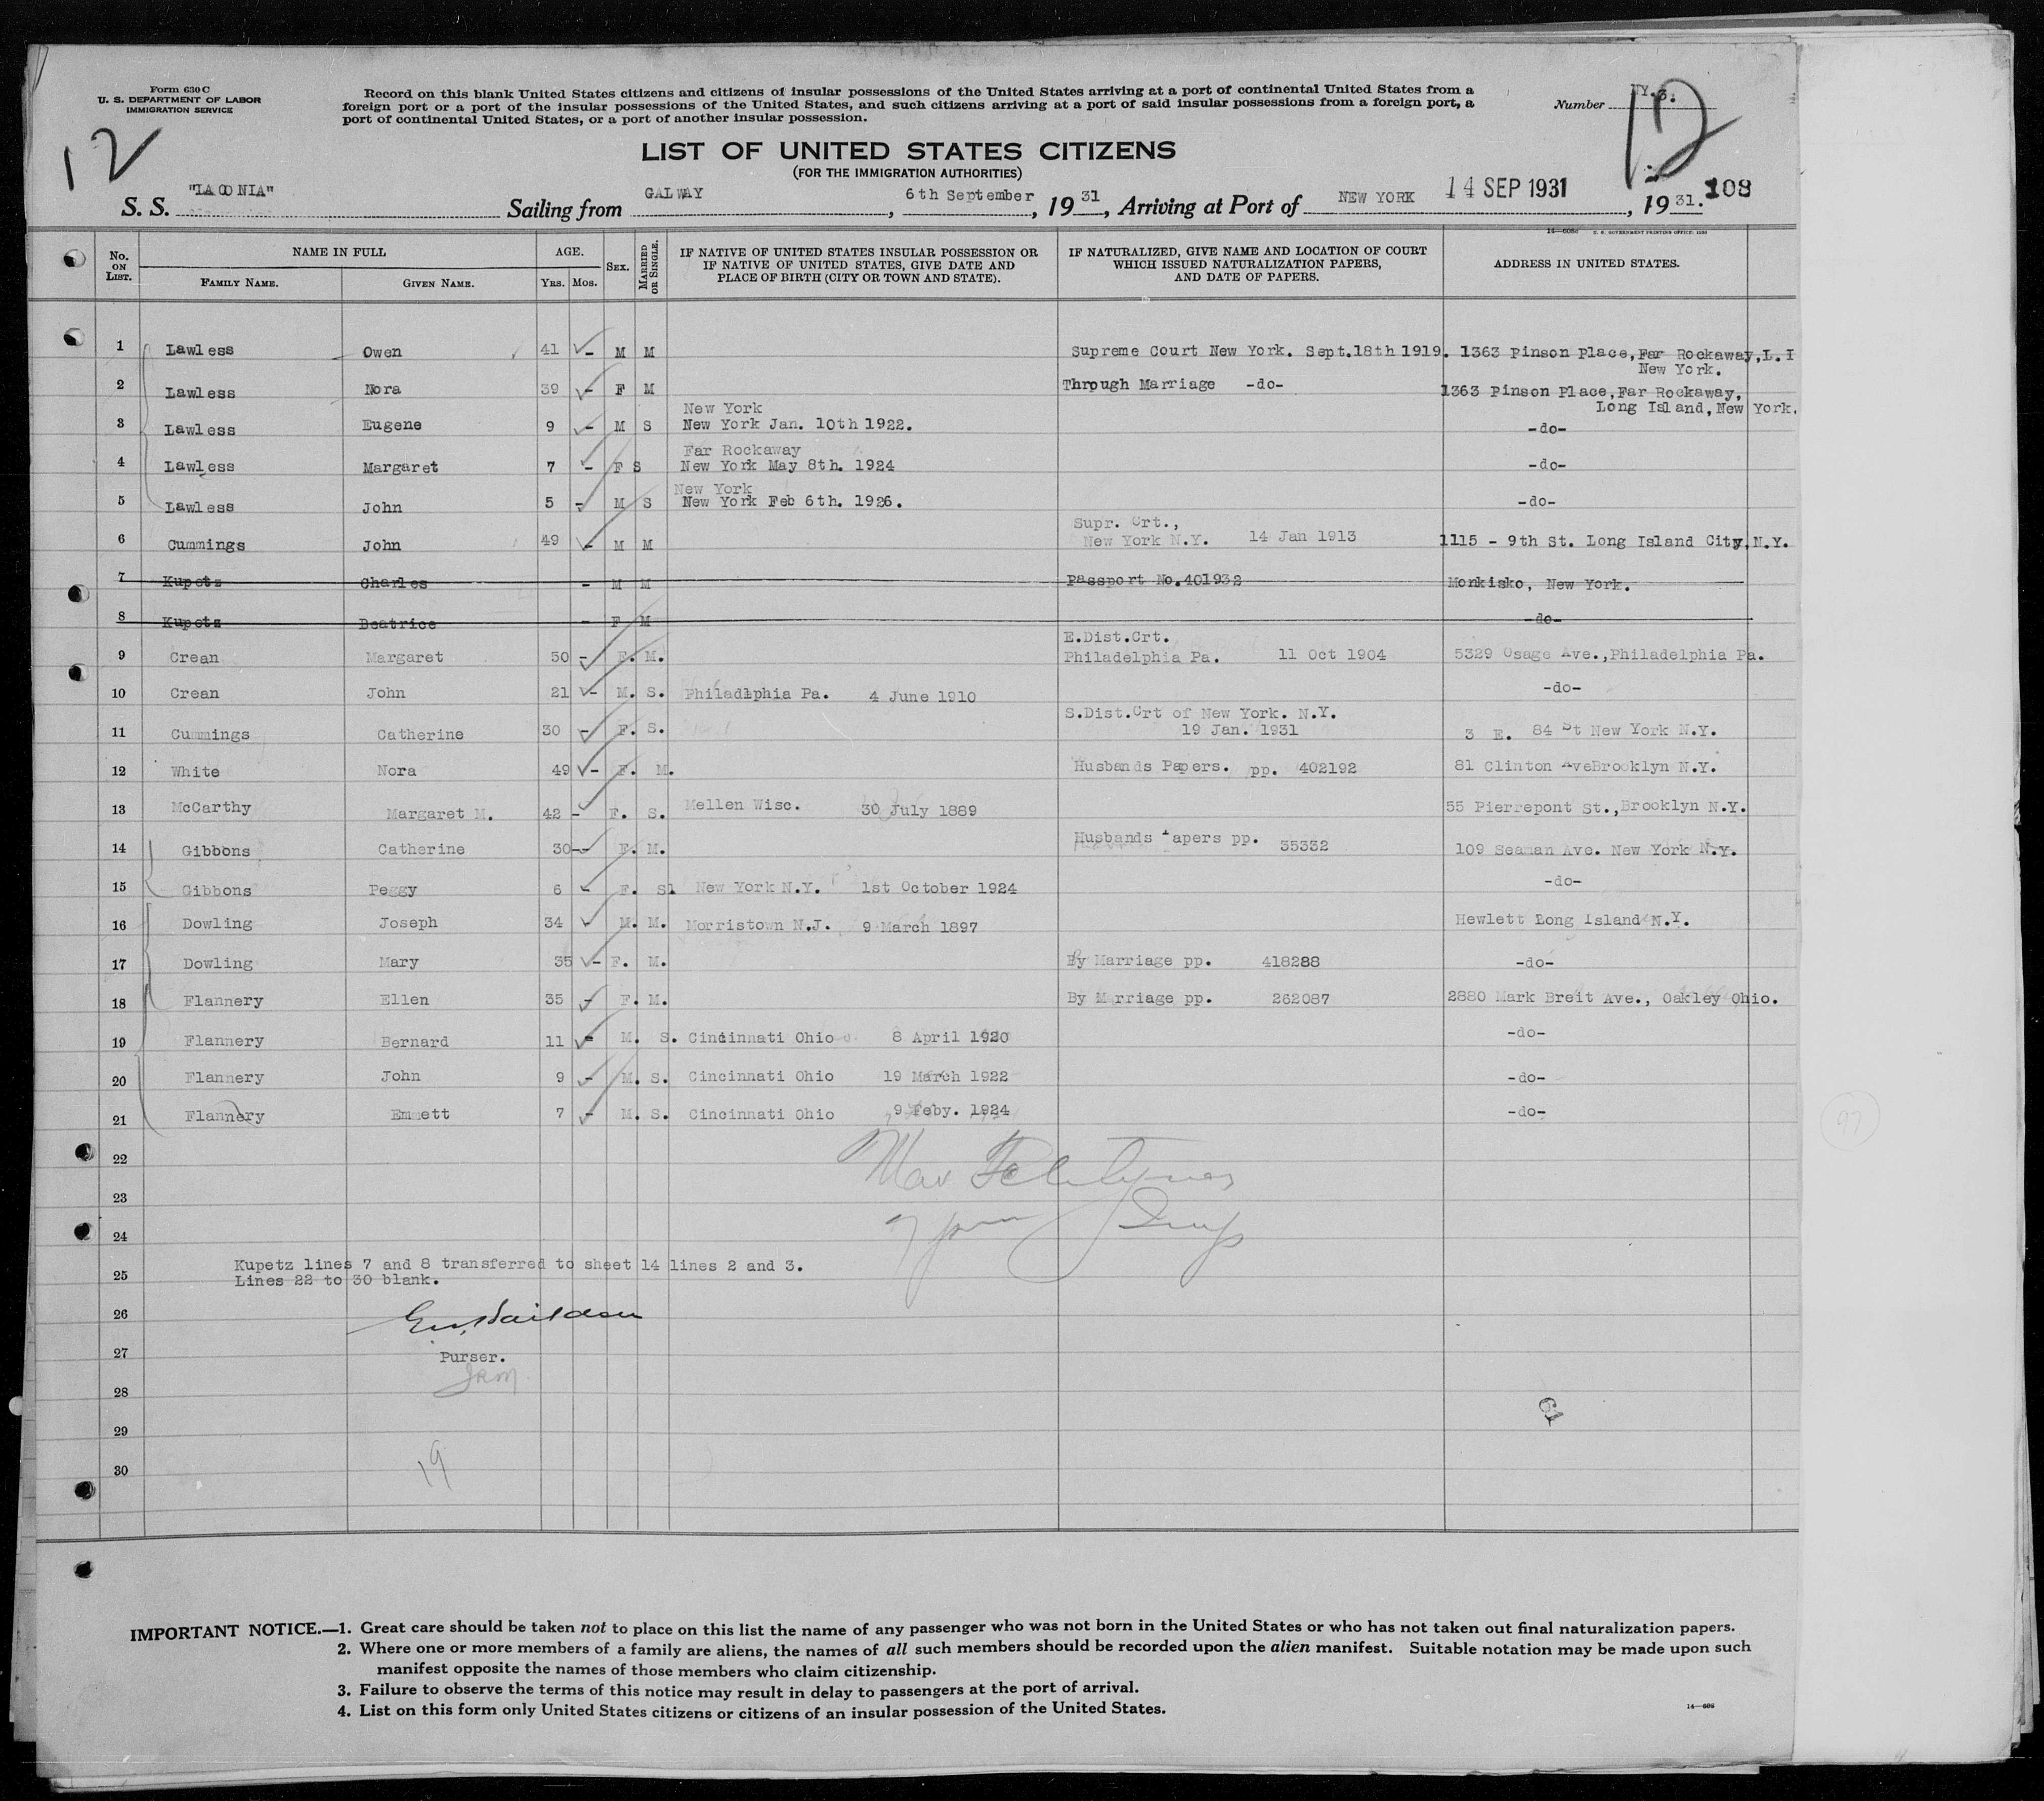 Form 630 C
U. S. DEPARTMENT OF LABOR
IMMIGRATION SERVICE
Record on this blank United States citizens and citizens of insular possessions of the United States arriving at a port of continental United States from a
foreign port or a port of the insular possessions of the United States, and such citizens arriving at a port of said insular possessions from a foreign port, a
port of continental United States, or a port of another insular possession.
Number
12
12
LIST OF UNITED STATES CITIZENS
(FOR THE IMMIGRATION AUTHORITIES)
S. S. "LACONIA" Sailing from GALWAY, 6th September, 19 31, Arriving at Port of NEW YORK 14 SEP 1931, 19 31. 108
No. ON LIST. NAME IN FULL FAMILY NAME. GIVEN NAME. AGE. YRS. MOS. SEX. MARRIED OR SINGLE. IF NATIVE OF UNITED STATES INSULAR POSSESSION OR IF NATIVE OF UNITED STATES, GIVE DATE AND PLACE OF BIRTH (CITY OR TOWN AND STATE). IF NATURALIZED, GIVE NAME AND LOCATION OF COURT WHICH ISSUED NATURALIZATION PAPERS, AND DATE OF PAPERS. ADDRESS IN UNITED STATES.
1 Lawless Owen 41 - M M Supreme Court New York. Sept.18th 1919. 1363 Pinson Place,Far Rockaway,L.I
New York.
2 Lawless Nora 39 - F M Through Marriage -do- 1363 Pinson Place,Far Rockaway,
Long Island,New York.
New York
3 Lawless Eugene 9 - M S New York Jan. 10th 1922. -do-
Far Rockaway
4 Lawless Margaret 7 - F S New York May 8th. 1924 -do-
New York
5 Lawless John 5 - M S New York Feb 6th. 1926. -do-
Supr. Crt.,
6 Cummings John 49 - M M New York N.Y. 14 Jan 1913 1115 - 9th St. Long Island City,N.Y.
7 Kupetz Charles - M M Passport No.401932 Monkisko, New York.
8 Kupetz Beatrice - F M -do-
E.Dist.Crt.
9 Crean Margaret 50 - F. M. Philadelphia Pa. 11 Oct 1904 5329 Osage Ave.,Philadelphia Pa.
10 Crean John 21 - M. S. Philadlphia Pa. 4 June 1910 -do-
S.Dist.Crt of New York. N.Y.
11 Cummings Catherine 30 - F. S. 19 Jan. 1931 3 E. 84 St New York N.Y.
12 White Nora 49 - F. M. Husbands Papers. pp. 402192 81 Clinton AveBrooklyn N.Y.
13 McCarthy Margaret M. 42 - F. S. Mellen Wisc. 30 July 1889 55 Pierrepont St.,Brooklyn N.Y.
14 Gibbons Catherine 30 - F. M. Husbands Papers pp. 35332 109 Seaman Ave. New York N.Y.
15 Gibbons Peggy 6 - F. S1 New York N.Y. 1st October 1924 -do-
16 Dowling Joseph 34 - M. M. Morristown N.J. 9 March 1897 Hewlett Long Island N.Y.
17 Dowling Mary 35 - F. M. By Marriage pp. 418288 -do-
18 Flannery Ellen 35 - F. M. By Marriage pp. 262087 2880 Mark Breit Ave., Oakley Ohio.
19 Flannery Bernard 11 - M. S. Cincinnati Ohio 8 April 1920 -do-
20 Flannery John 9 - M. S. Cincinnati Ohio 19 March 1922 -do-
21 Flannery Emmett 7 - M. S. Cincinnati Ohio 9 Feby. 1924 -do-
22
23
24
Kupetz lines 7 and 8 transferred to sheet 14 lines 2 and 3.
25 Lines 22 to 30 blank.
26
27 Purser.
28
29
30
19
97
IMPORTANT NOTICE.—1. Great care should be taken not to place on this list the name of any passenger who was not born in the United States or who has not taken out final naturalization papers.
2. Where one or more members of a family are aliens, the names of all such members should be recorded upon the alien manifest. Suitable notation may be made upon such
manifest opposite the names of those members who claim citizenship.
3. Failure to observe the terms of this notice may result in delay to passengers at the port of arrival.
4. List on this form only United States citizens or citizens of an insular possession of the United States.